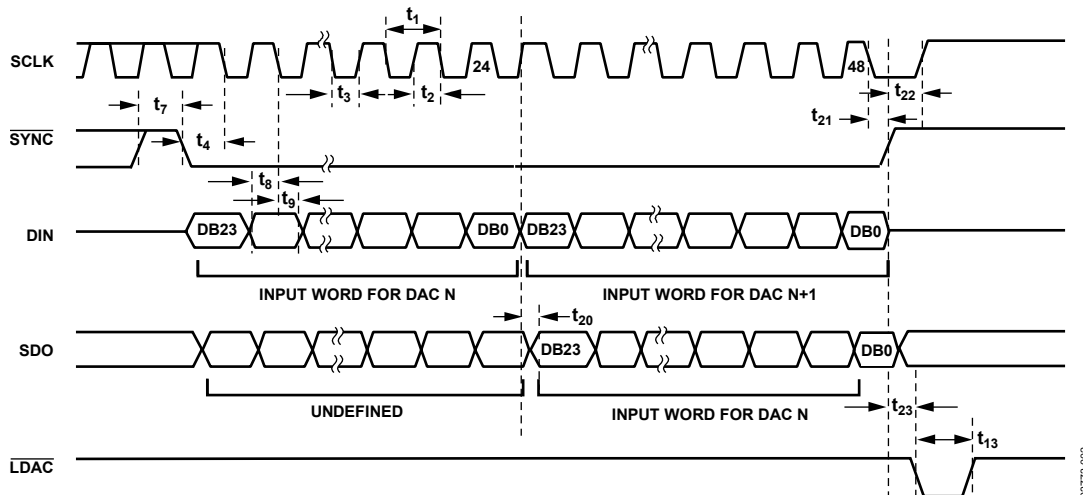 t1
SCLK
24
48
t3
t2
t22
t7
t21
SYNC
t4
t8
t9
DIN
DB23
DB0
DB23
DB0
INPUT WORD FOR DAC N
INPUT WORD FOR DAC N+1
t20
SDO
DB23
DB0
UNDEFINED
INPUT WORD FOR DAC N
t23
t13
LDAC